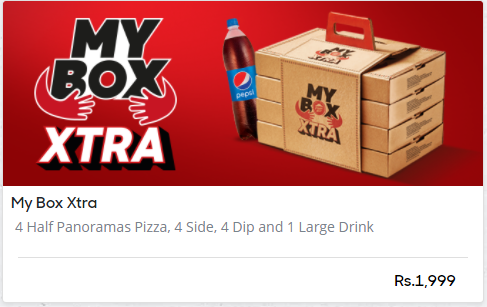 MY
BOX
XTRA
pepsi
MY
BOX
XTRA
My Box Xtra
4 Half Panoramas Pizza, 4 Side, 4 Dip and 1 Large Drink
Rs.1,999